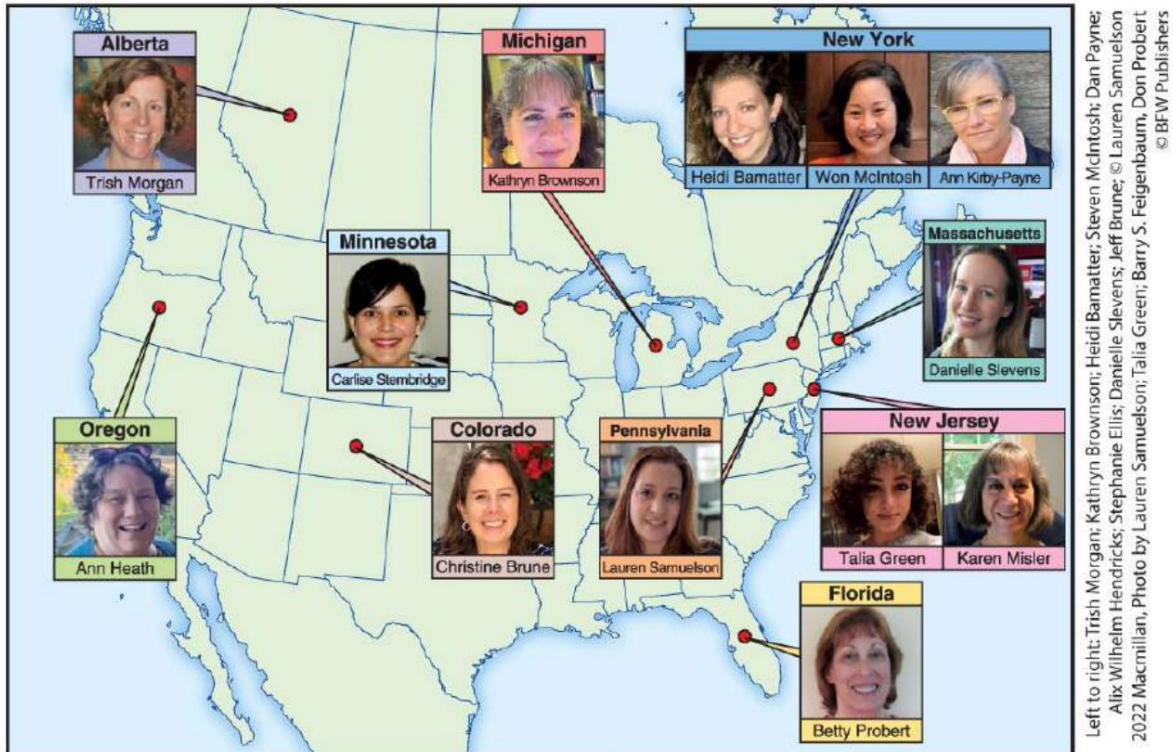 Alberta
Trish Morgan
Michigan
Kathryn Brownson
New York
Heidi Bamatter
Won McIntosh
Ann Kirby-Payne
Minnesota
Carlise Stembridge
Massachusetts
Danielle Slevens
Oregon
Ann Heath
Colorado
Christine Brune
Pennsylvania
Lauren Samuelson
New Jersey
Talia Green
Karen Misler
Florida
Betty Probert
Left to right: Trish Morgan; Kathryn Brownson; Heidi Bamatter; Steven McIntosh; Dan Payne;
Alix Wilhelm Hendricks; Stephanie Ellis; Danielle Slevens; Jeff Brune; © Lauren Samuelson
2022 Macmillan, Photo by Lauren Samuelson; Talia Green; Barry S. Feigenbaum, Don Probert
© BFW Publishers